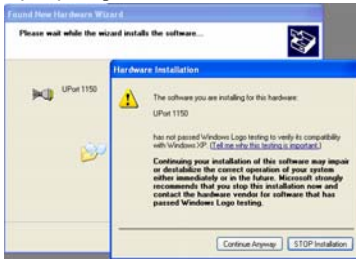 Found New Hardware Wizard
Please wait while the wizard installs the software...
UPort 1150
Hardware Installation
The software you are installing for this hardware:
UPort 1150
has not passed Windows Logo testing to verify its compatibility
with Windows XP. (Tell me why this testing is important.)
Continuing your installation of this software may impair
or destabilize the correct operation of your system
either immediately or in the future. Microsoft strongly
recommends that you stop this installation now and
contact the hardware vendor for software that has
passed Windows Logo testing.
Continue Anyway
STOP Installation